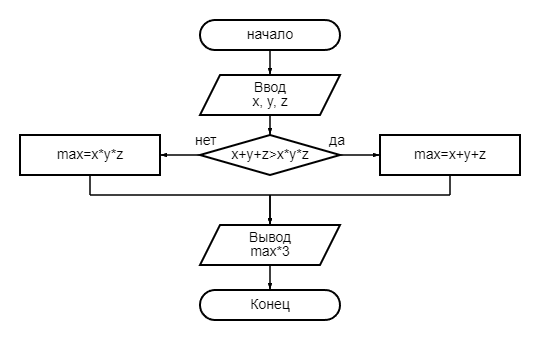 начало
Ввод
x, y, z
нет
да
x+y+z>x*y*z
max=x*y*z
max=x+y+z
Вывод
max*3
Конец